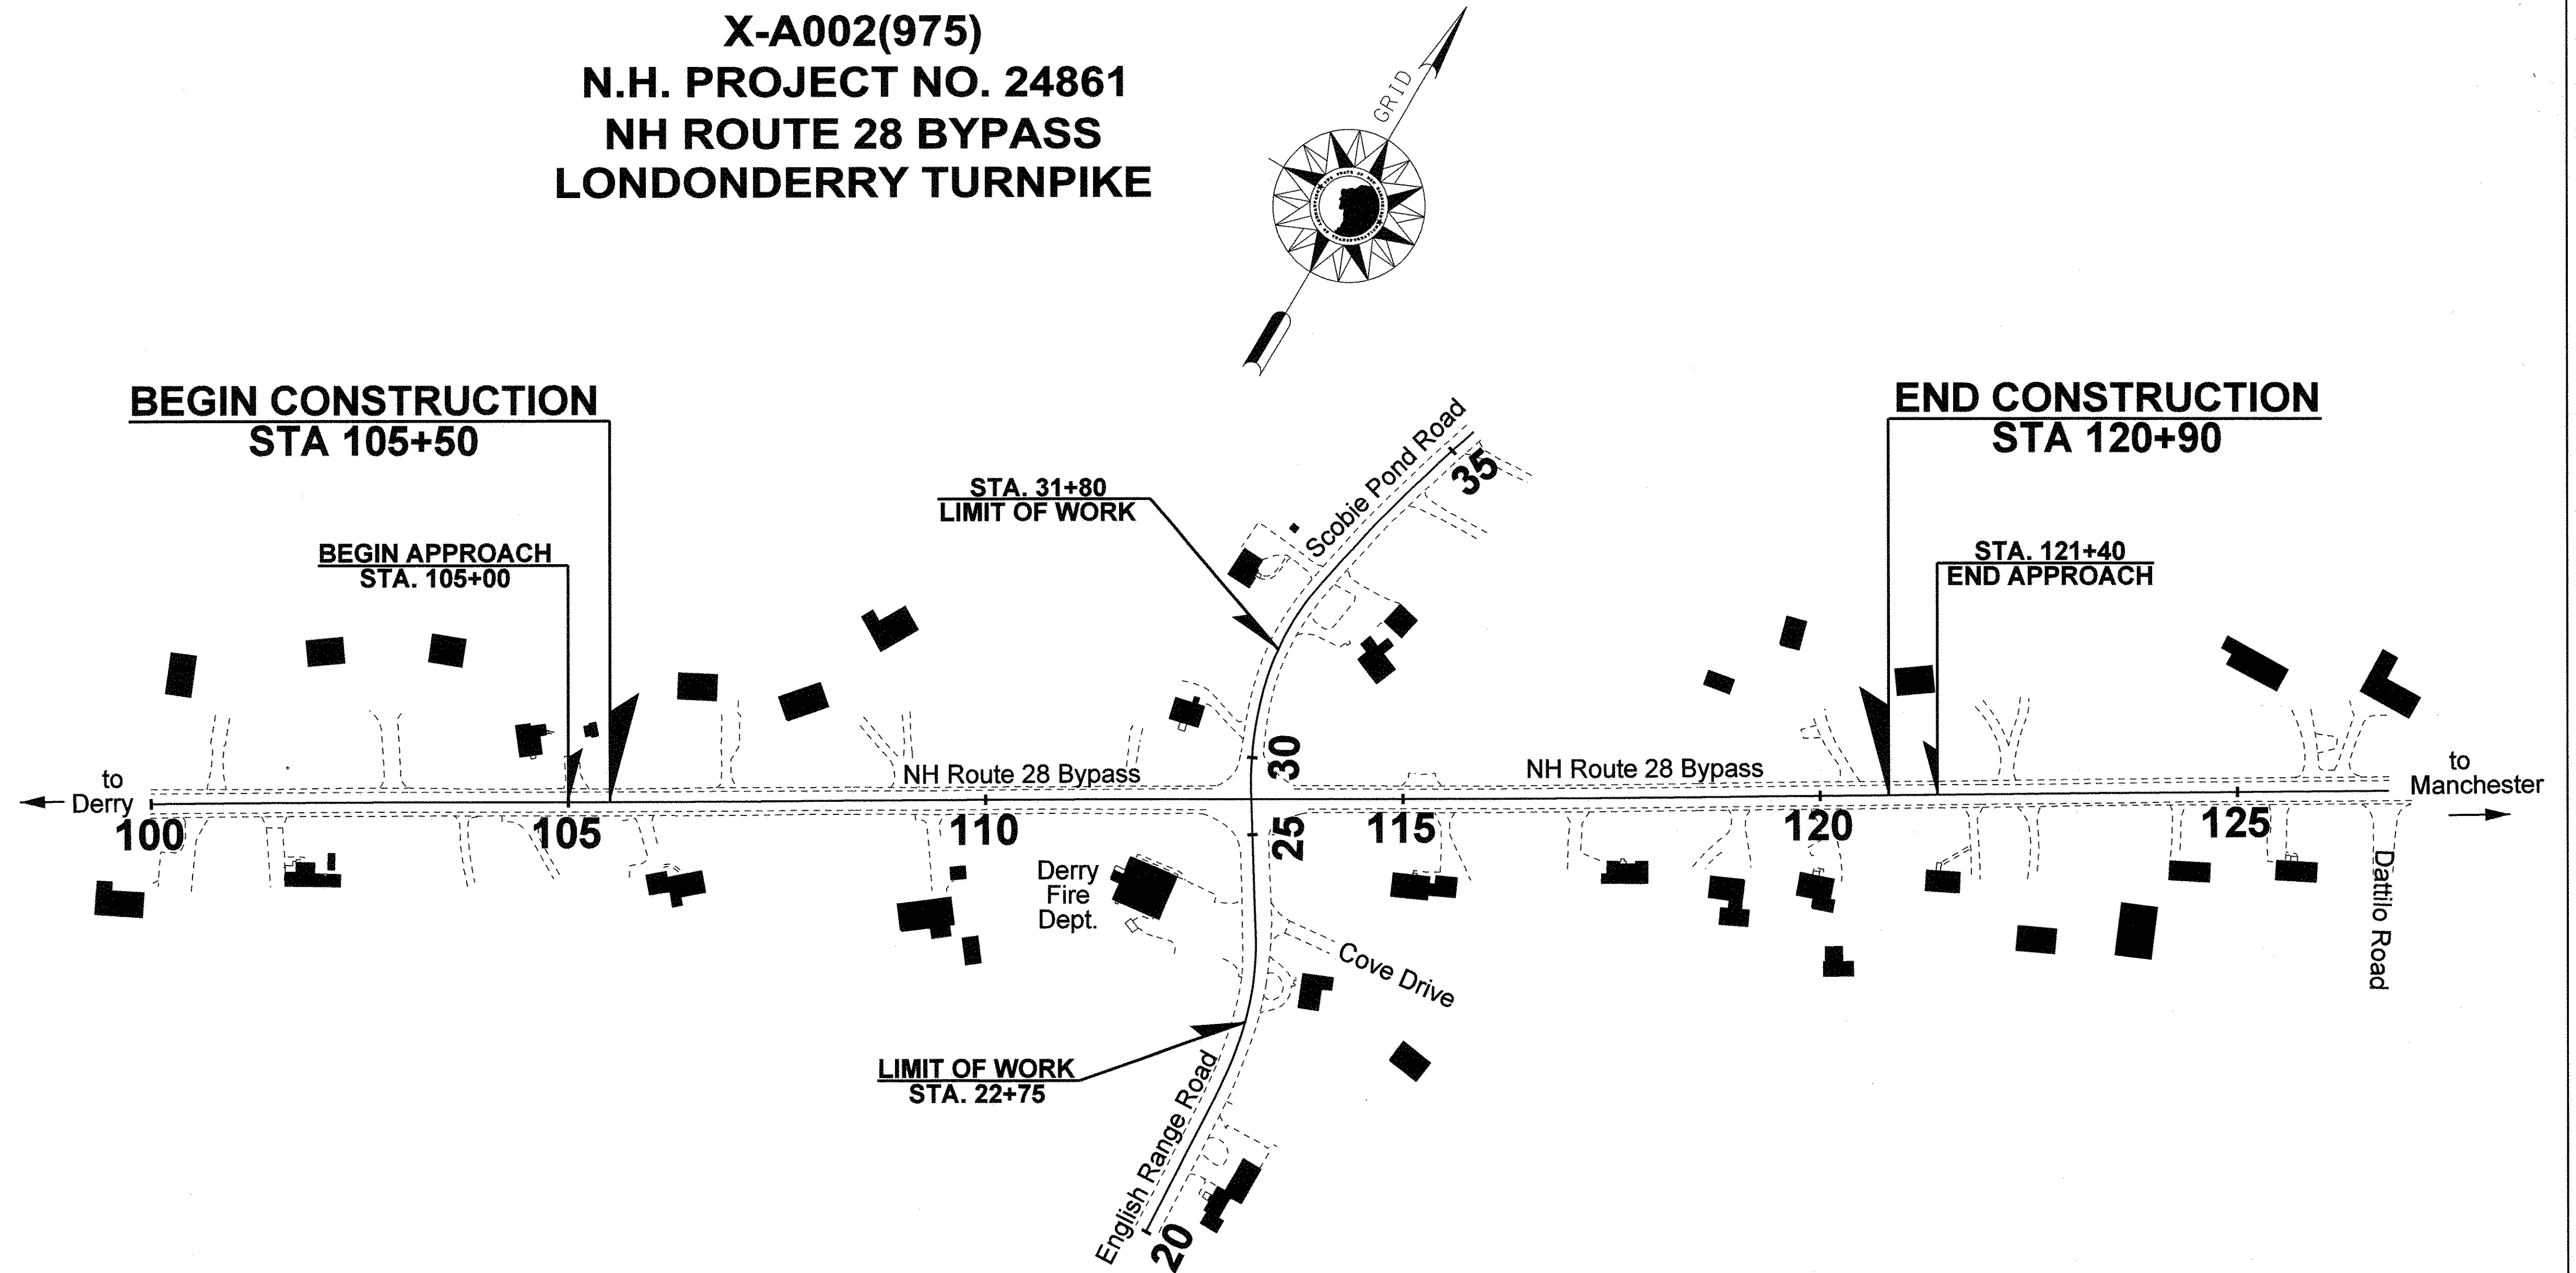 X-A002(975)
N.H. PROJECT NO. 24861
NH ROUTE 28 BYPASS
LONDONDERRY TURNPIKE
GRID
BEGIN CONSTRUCTION
STA 105+50
END CONSTRUCTION
STA 120+90
STA. 31+80
LIMIT OF WORK
Scobie Pond Road
35
BEGIN APPROACH
STA. 105+00
STA. 121+40
END APPROACH
30
NH Route 28 Bypass
NH Route 28 Bypass
to
Derry
to
Manchester
100
105
110
25
115
120
125
Derry
Fire
Dept.
Dattilo Road
Cove Drive
LIMIT OF WORK
STA. 22+75
English Range Road
20